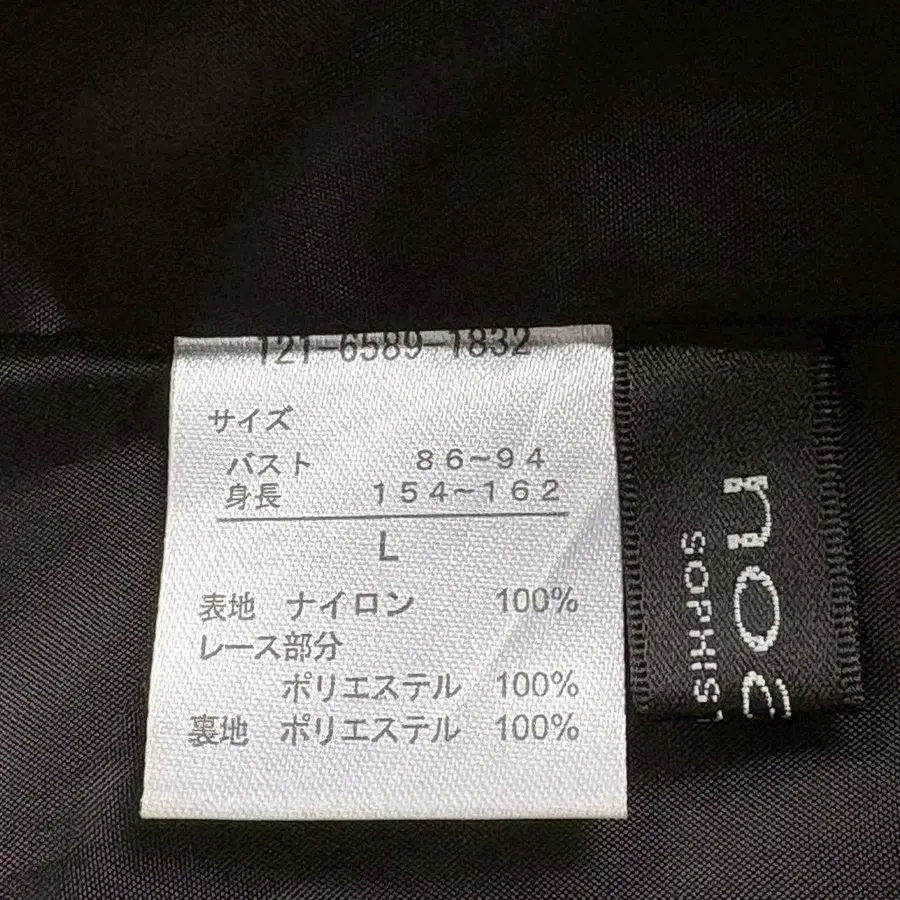 121-6589-1832
サイズ
バスト 86~94
身長 154~162
L
表地 ナイロン 100%
レース部分
ポリエステル 100%
裏地 ポリエステル 100%